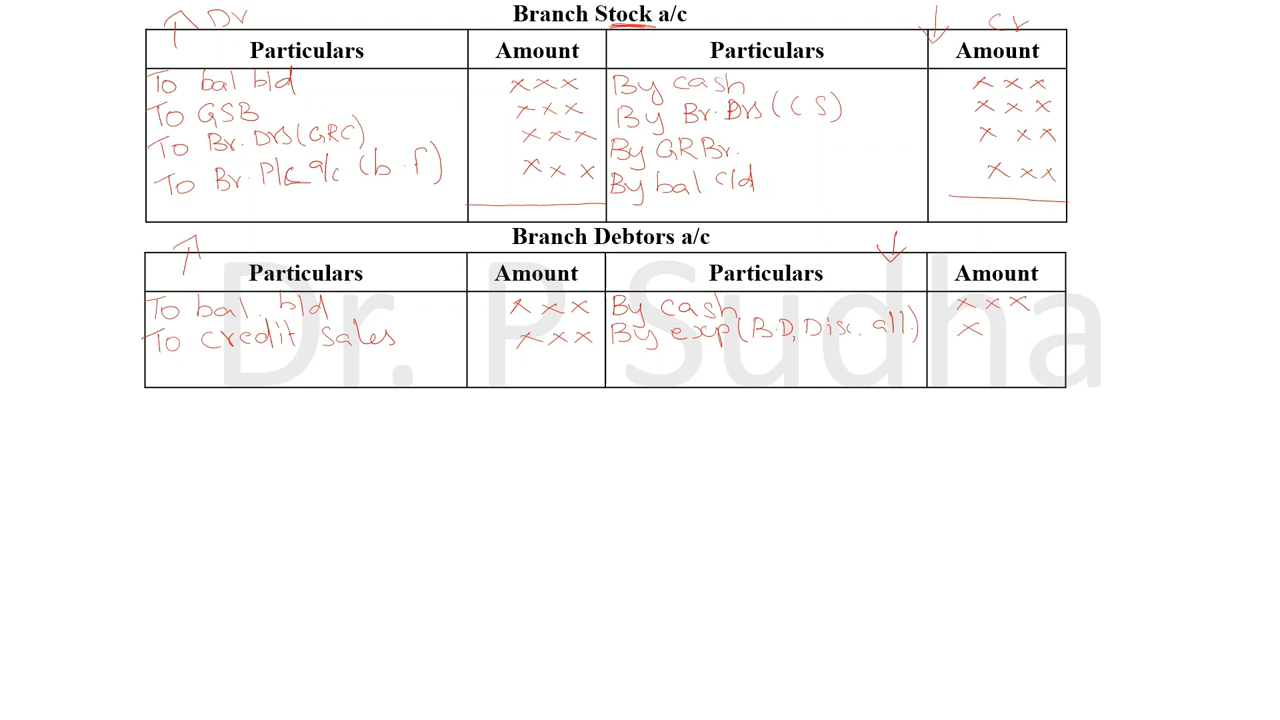 Dr Branch Stock a/c Cr
Particulars Amount Particulars Amount
To bal b/d xxx By cash xxx
To GSB xxx By Br. Drs (CS) xxx
To Br. Drs (GRC) xxx By GRBr. xxx
To Br. P/L a/c (b.f) xxx By bal c/d xxx
Branch Debtors a/c
Particulars Amount Particulars Amount
To bal. b/d xxx By cash xxx
To credit sales xxx By exp (B.D, Disc. all.) x
Dr. P Sudha